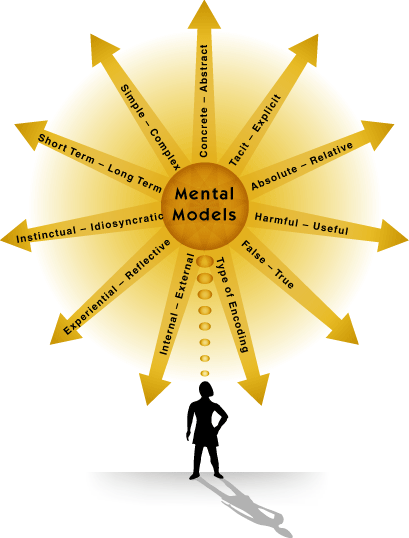 Mental
Models
Concrete – Abstract
Tacit – Explicit
Absolute – Relative
Harmful – Useful
False – True
Type of Encoding
Internal – External
Experiential – Reflective
Instinctual – Idiosyncratic
Short Term – Long Term
Simple – Complex